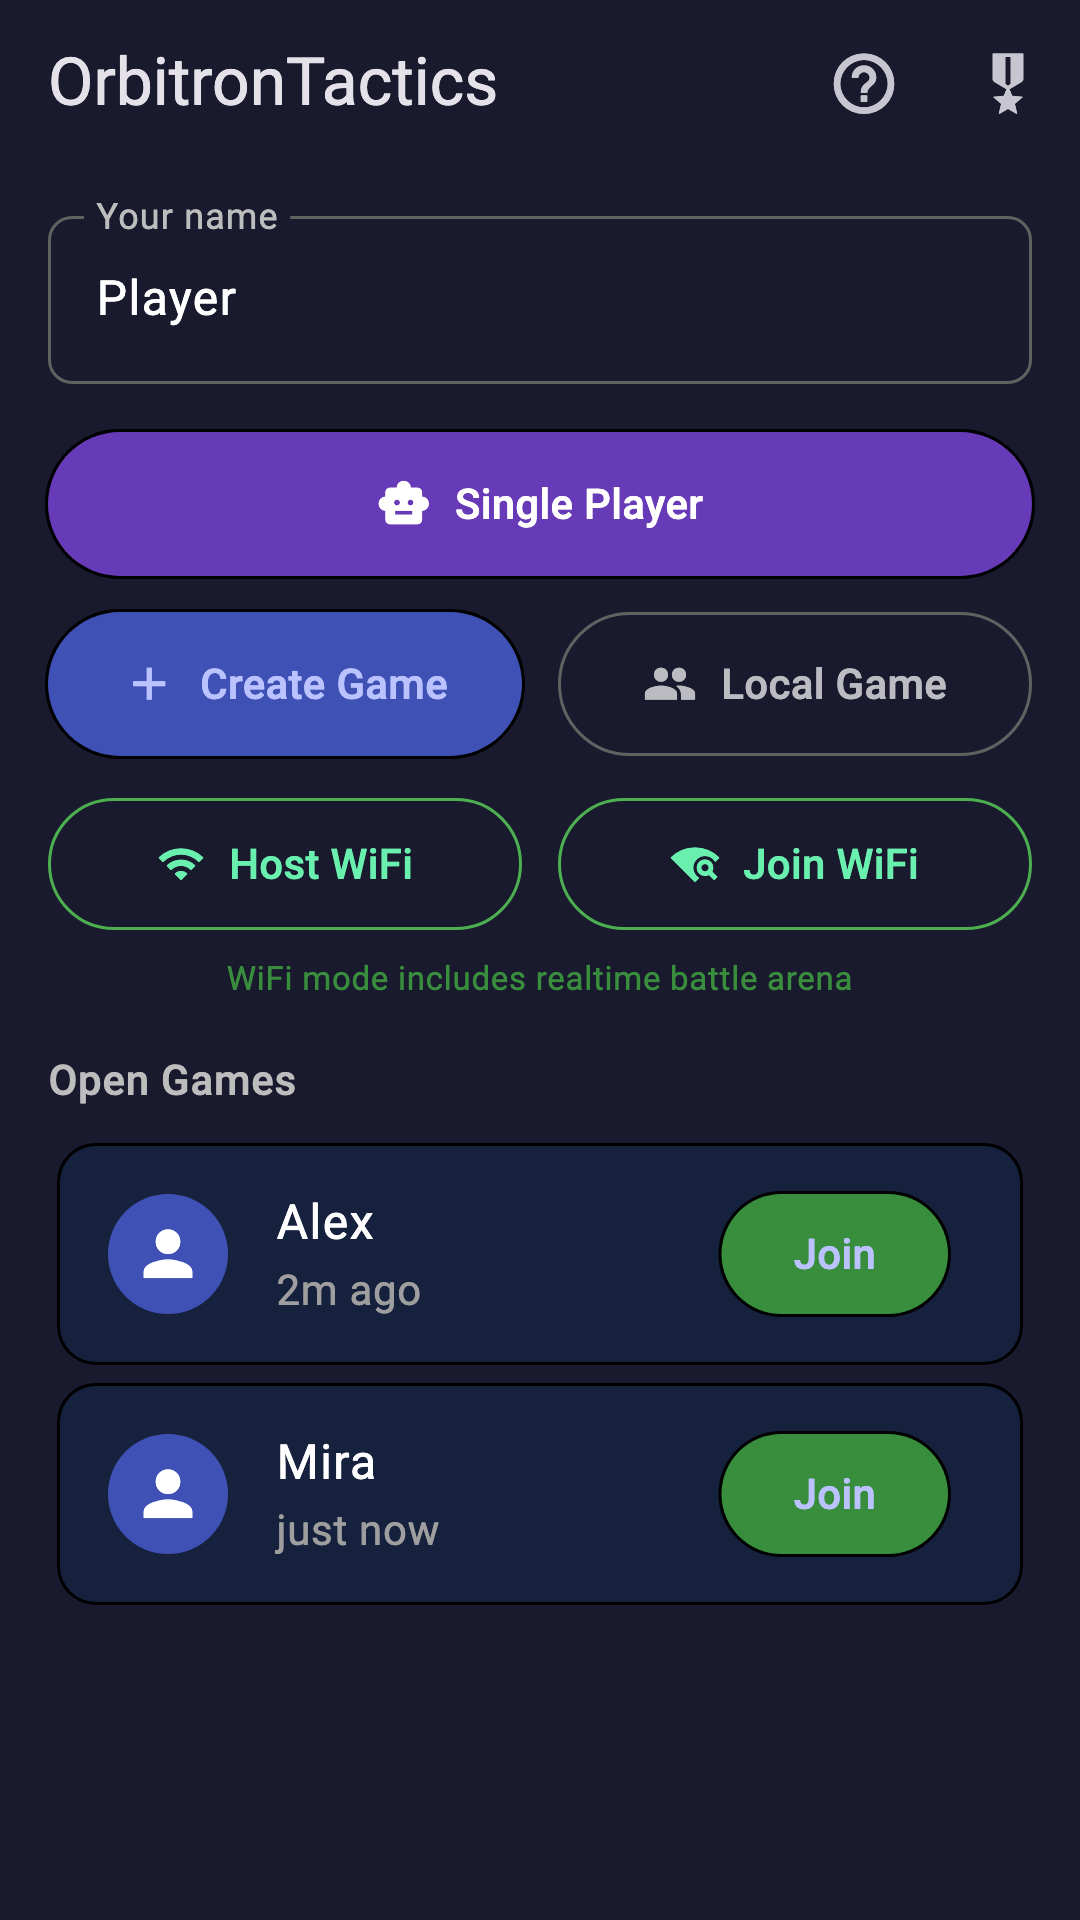 OrbitronTactics
Your name
Player
Single Player
Create Game
Local Game
Host WiFi
Join WiFi
WiFi mode includes realtime battle arena
Open Games
Alex
2m ago
Join
Mira
just now
Join